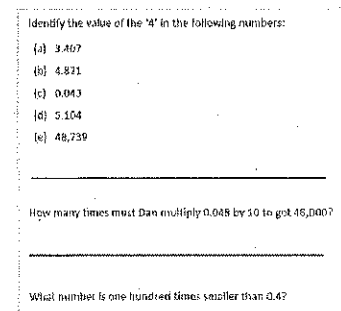 Identify the value of the '4' in the following numbers:
(a) 3.407
(b) 4.821
(c) 0.043
(d) 5.104
(e) 48,739
How many times must Dan multiply 0.048 by 10 to get 48,000?
What number is one hundred times smaller than 0.4?